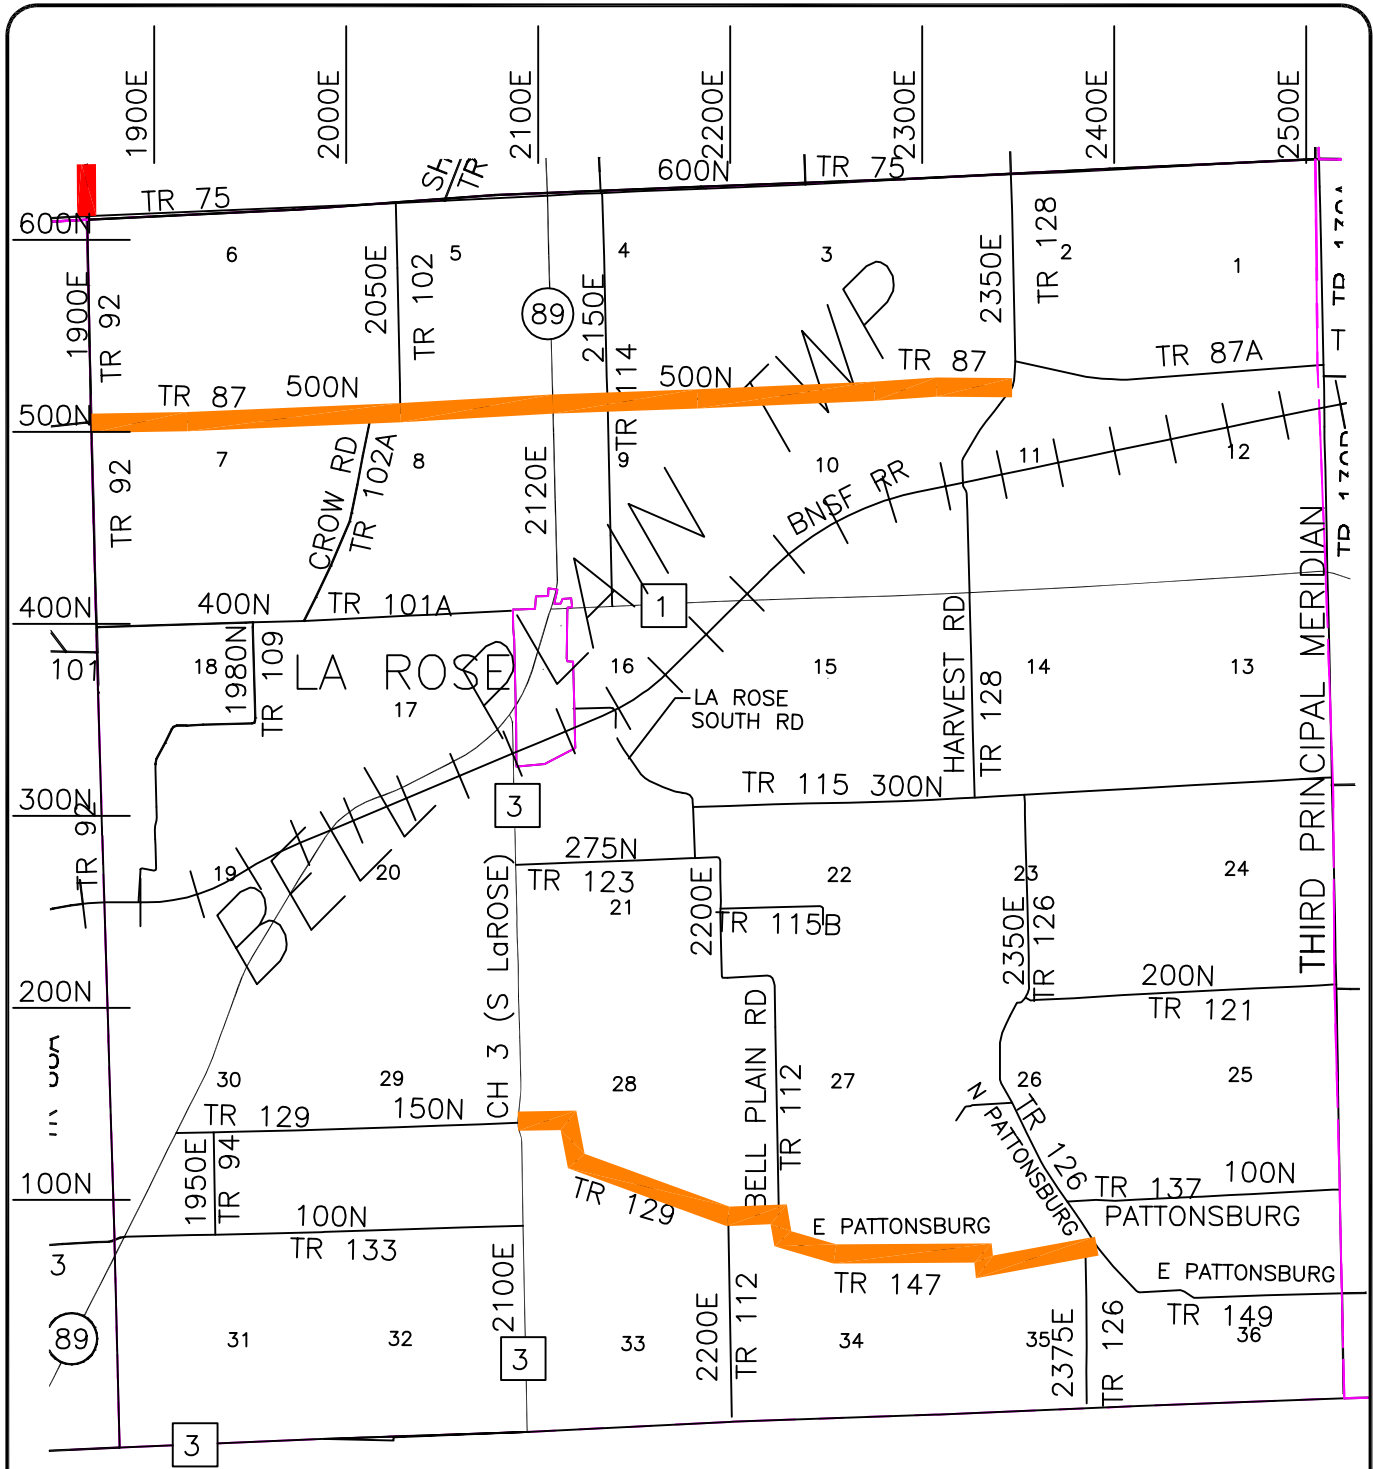 1900E
2000E
2100E
2200E
2300E
2400E
2500E
TR 75
SH
TR
600N
TR 75
600N
6
5
4
3
2
1
1900E
TR 92
2050E
TR 102
89
2150E
TR 114
2350E
TR 128
TR 87
500N
500N
TR 87
TR 87A
500N
7
8
9
10
11
12
TR 92
CROW RD
TR 102A
2120E
BNSF RR
BELL PLAIN TWP
THIRD PRINCIPAL MERIDIAN
400N
400N
TR 101A
1
101
18
1980N
TR 109
LA ROSE
17
16
15
14
13
HARVEST RD
TR 128
LA ROSE
SOUTH RD
TR 115 300N
300N
TR 92
3
275N
TR 123
19
20
21
22
23
24
2200E
TR 115B
2350E
TR 126
CH 3 (S LaROSE)
200N
200N
TR 121
BELL PLAIN RD
TR 112
30
29
28
27
26
25
TR 129
150N
N PATTONSBURG
TR 126
1950E
TR 94
100N
TR 129
TR 137
100N
PATTONSBURG
100N
TR 133
E PATTONSBURG
3
TR 147
E PATTONSBURG
TR 149
2100E
2200E
TR 112
2375E
TR 126
89
31
32
33
34
35
36
3
3